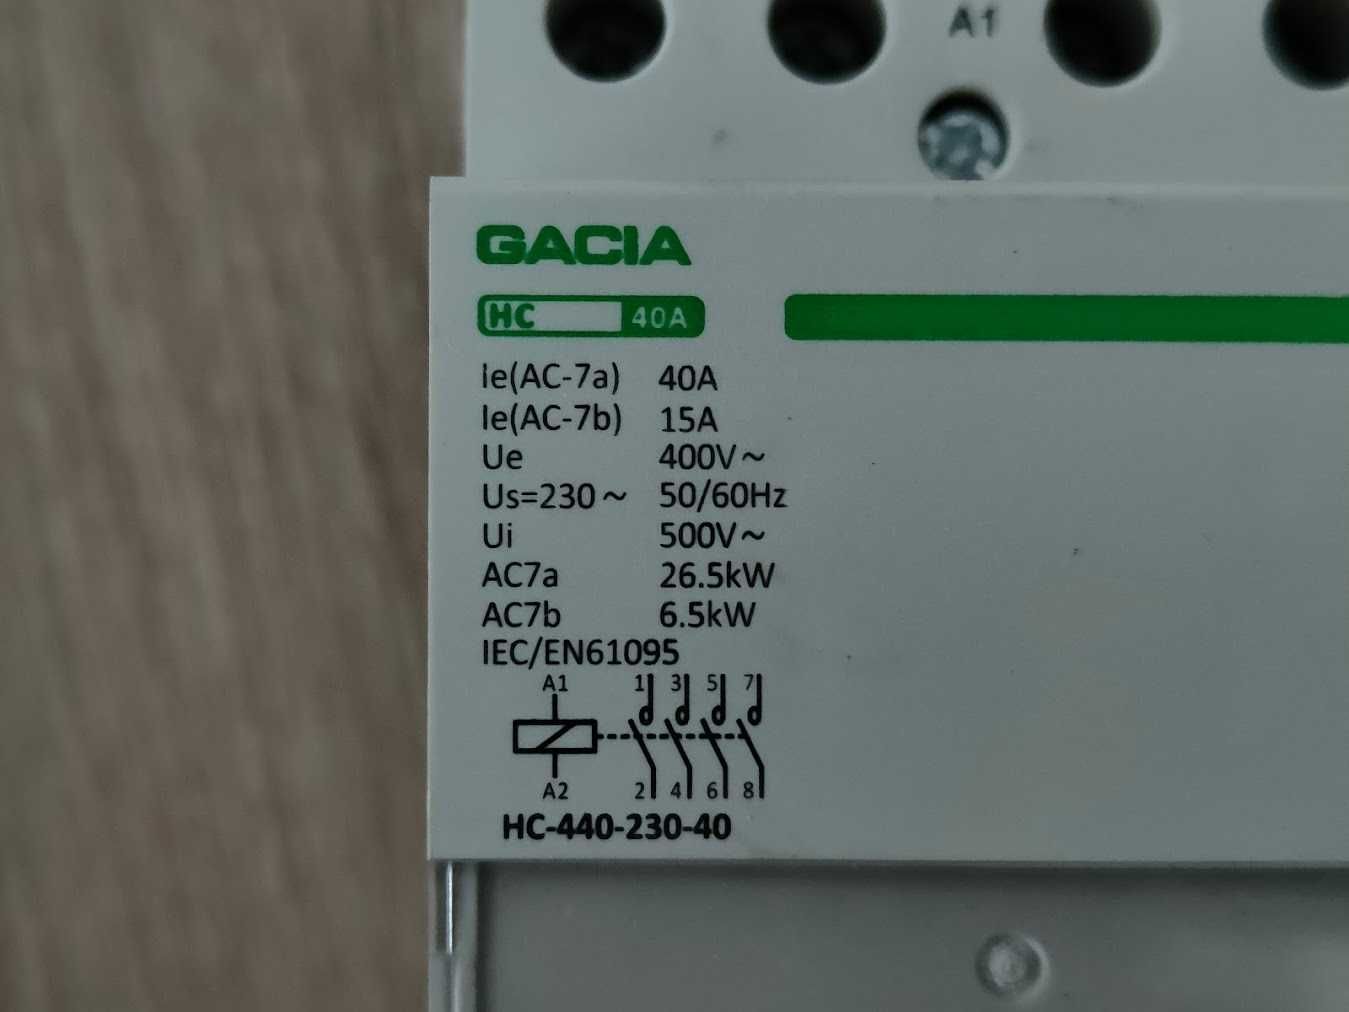 A1
GACIA
HC 40A
Ie(AC-7a) 40A
Ie(AC-7b) 15A
Ue 400V~
Us=230~ 50/60Hz
Ui 500V~
AC7a 26.5kW
AC7b 6.5kW
IEC/EN61095
A1 1 3 5 7
A2 2 4 6 8
HC-440-230-40